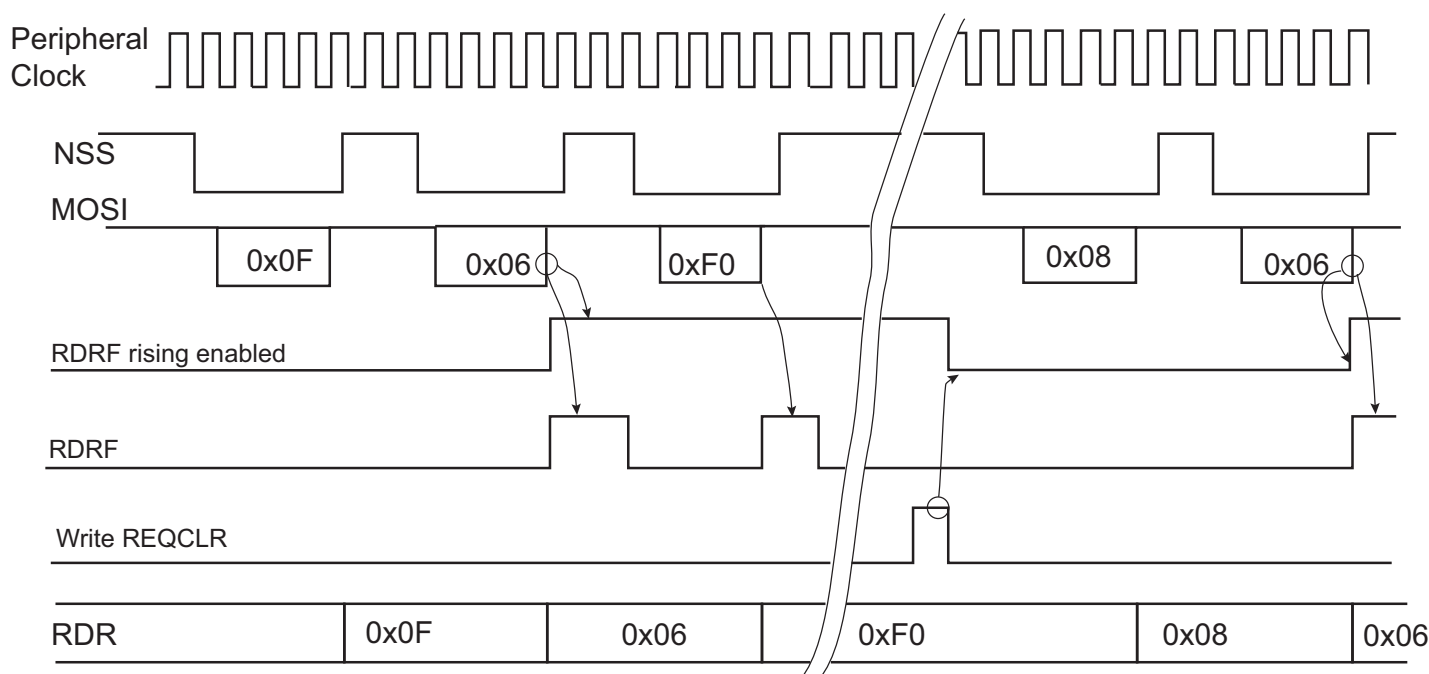 Peripheral
Clock
NSS
MOSI
0x0F 0x06 0xF0 0x08 0x06
RDRF rising enabled
RDRF
Write REQCLR
RDR 0x0F 0x06 0xF0 0x08 0x06